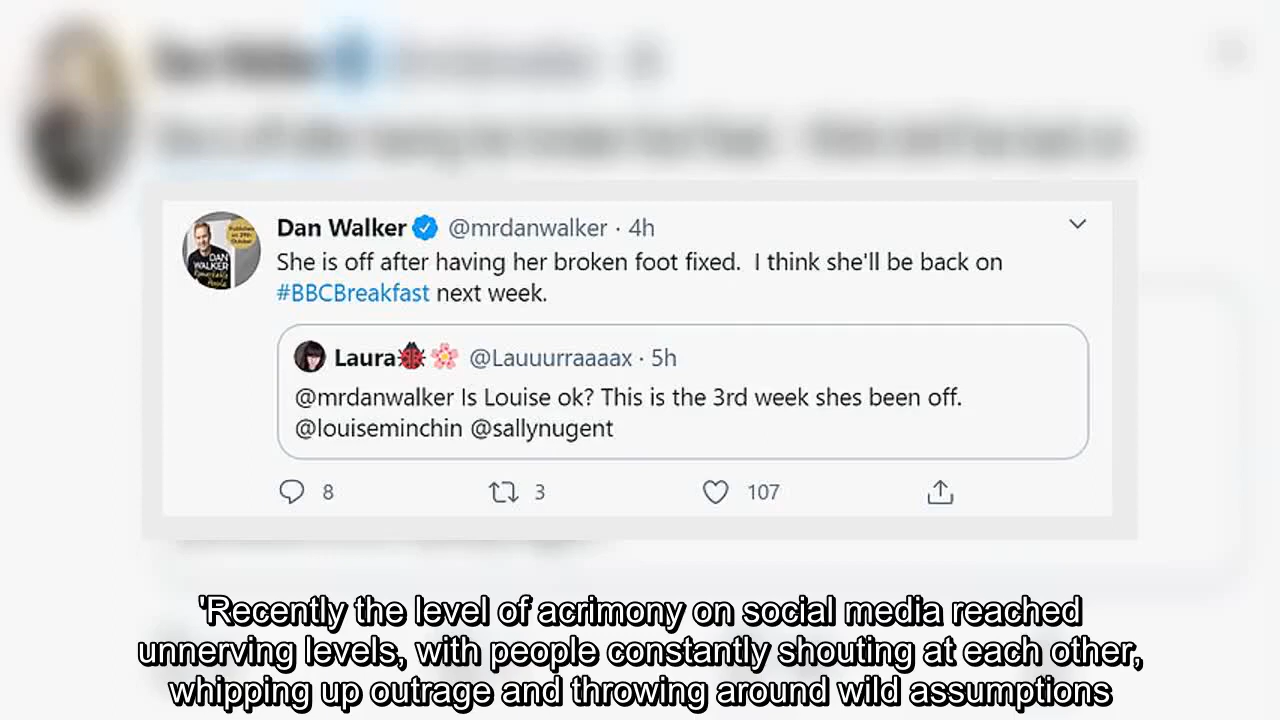 Dan Walker @mrdanwalker · 4h
She is off after having her broken foot fixed. I think she'll be back on
#BBCBreakfast next week.
Laura🐞🌸 @Lauuurraaaax · 5h
@mrdanwalker Is Louise ok? This is the 3rd week shes been off.
@louiseminchin @sallynugent
8 3 107
'Recently the level of acrimony on social media reached
unnerving levels, with people constantly shouting at each other,
whipping up outrage and throwing around wild assumptions